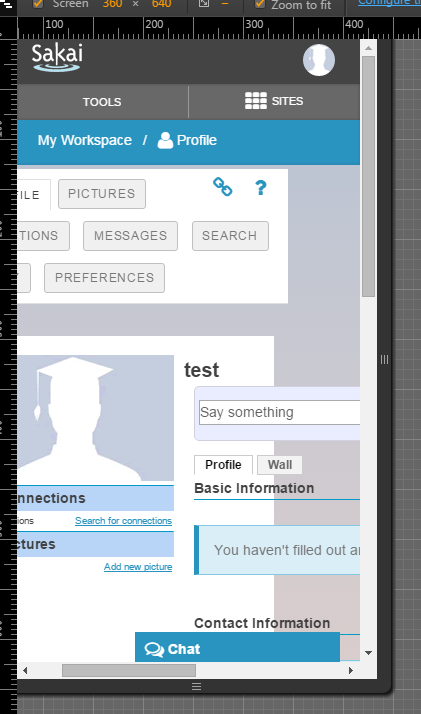 Screen 360 × 640 – Zoom to fit
100 200 300 400
Sakai
TOOLS SITES
My Workspace / Profile
ILE PICTURES ?
TIONS MESSAGES SEARCH
PREFERENCES
test
Say something
Profile Wall
nnections Basic Information
ions Search for connections
ctures You haven't filled out a
Add new picture
Contact Information
Chat